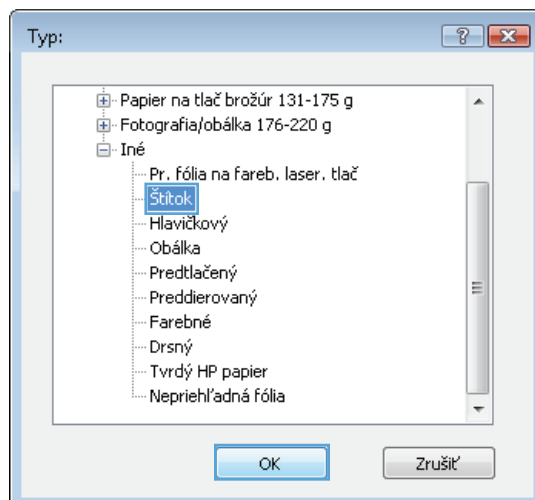 Typ:
Papier na tlač brožúr 131-175 g
Fotografia/obálka 176-220 g
Iné
Pr. fólia na fareb. laser. tlač
Štítok
Hlavičkový
Obálka
Predtlačený
Preddierovaný
Farebné
Drsný
Tvrdý HP papier
Nepriehľadná fólia
OK Zrušiť